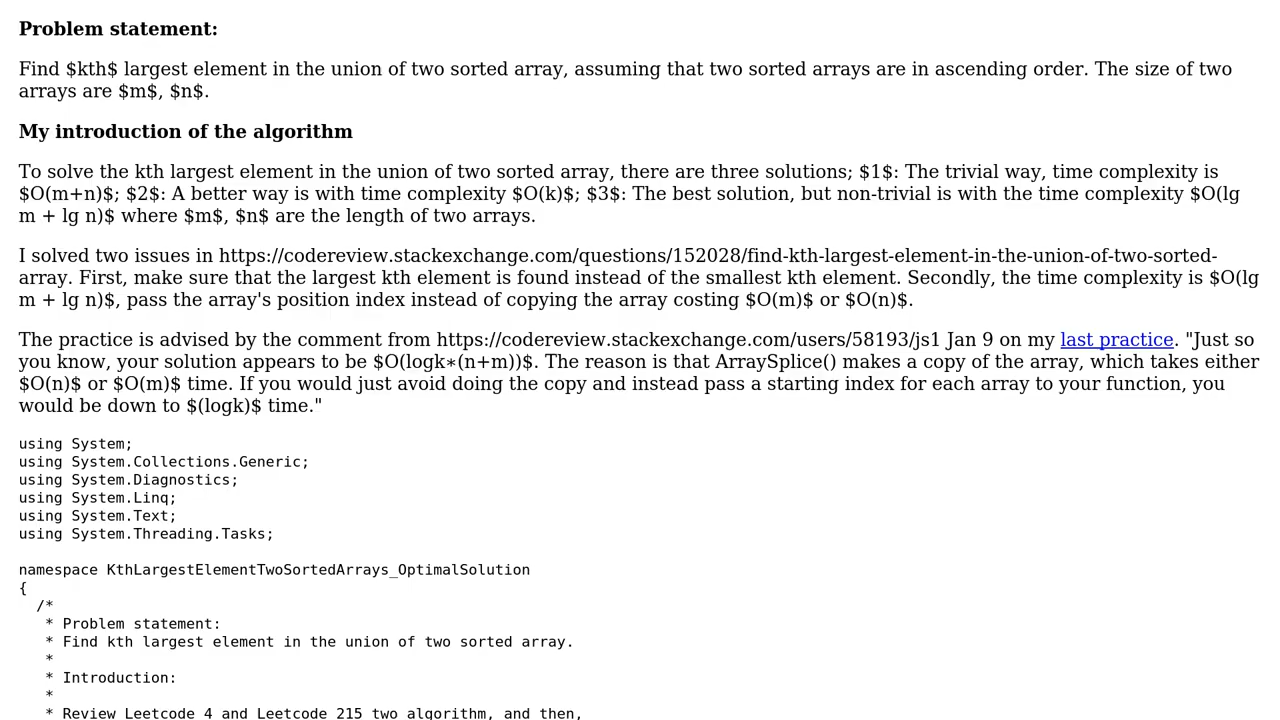 Problem statement:
Find $kth$ largest element in the union of two sorted array, assuming that two sorted arrays are in ascending order. The size of two
arrays are $m$, $n$.
My introduction of the algorithm
To solve the kth largest element in the union of two sorted array, there are three solutions; $1$: The trivial way, time complexity is
$O(m+n)$; $2$: A better way is with time complexity $O(k)$; $3$: The best solution, but non-trivial is with the time complexity $O(lg
m + lg n)$ where $m$, $n$ are the length of two arrays.
I solved two issues in https://codereview.stackexchange.com/questions/152028/find-kth-largest-element-in-the-union-of-two-sorted-
array. First, make sure that the largest kth element is found instead of the smallest kth element. Secondly, the time complexity is $O(lg
m + lg n)$, pass the array's position index instead of copying the array costing $O(m)$ or $O(n)$.
The practice is advised by the comment from https://codereview.stackexchange.com/users/58193/js1 Jan 9 on my last practice. "Just so
you know, your solution appears to be $O(logk∗(n+m))$. The reason is that ArraySplice() makes a copy of the array, which takes either
$O(n)$ or $O(m)$ time. If you would just avoid doing the copy and instead pass a starting index for each array to your function, you
would be down to $(logk)$ time."
using System;
using System.Collections.Generic;
using System.Diagnostics;
using System.Linq;
using System.Text;
using System.Threading.Tasks;
namespace KthLargestElementTwoSortedArrays_OptimalSolution
{
/*
* Problem statement:
* Find kth largest element in the union of two sorted array.
*
* Introduction:
*
* Review Leetcode 4 and Leetcode 215 two algorithm, and then,